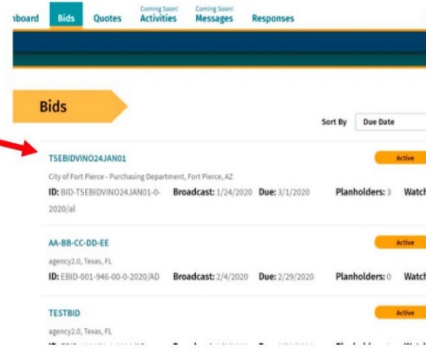 Coming Soon! Coming Soon!
Bids Quotes Activities Messages Responses
Bids
Sort By Due Date
TSEBIDVINO24JAN01 Active
City of Fort Pierce - Purchasing Department, Fort Pierce, AZ
ID: BID-TSEBIDVINO24JAN01-0- Broadcast: 1/24/2020 Due: 3/1/2020 Planholders: 3 Watch
2020/al
AA-BB-CC-DD-EE Active
agency2.0, Texas, FL
ID: EBID-001-946-00-0-2020/AD Broadcast: 2/4/2020 Due: 2/29/2020 Planholders: 0 Watch
TESTBID Active
agency2.0, Texas, FL